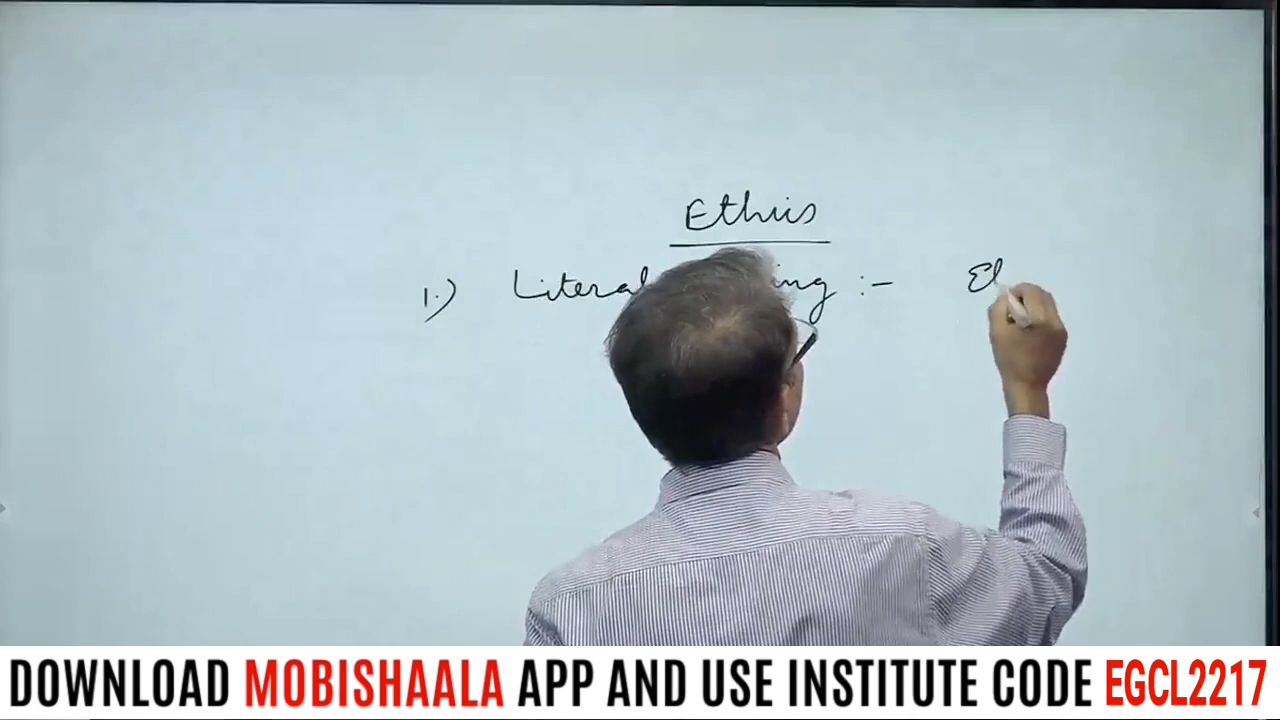 Ethics
1.) Literal :-
DOWNLOAD MOBISHAALA APP AND USE INSTITUTE CODE EGCL2217